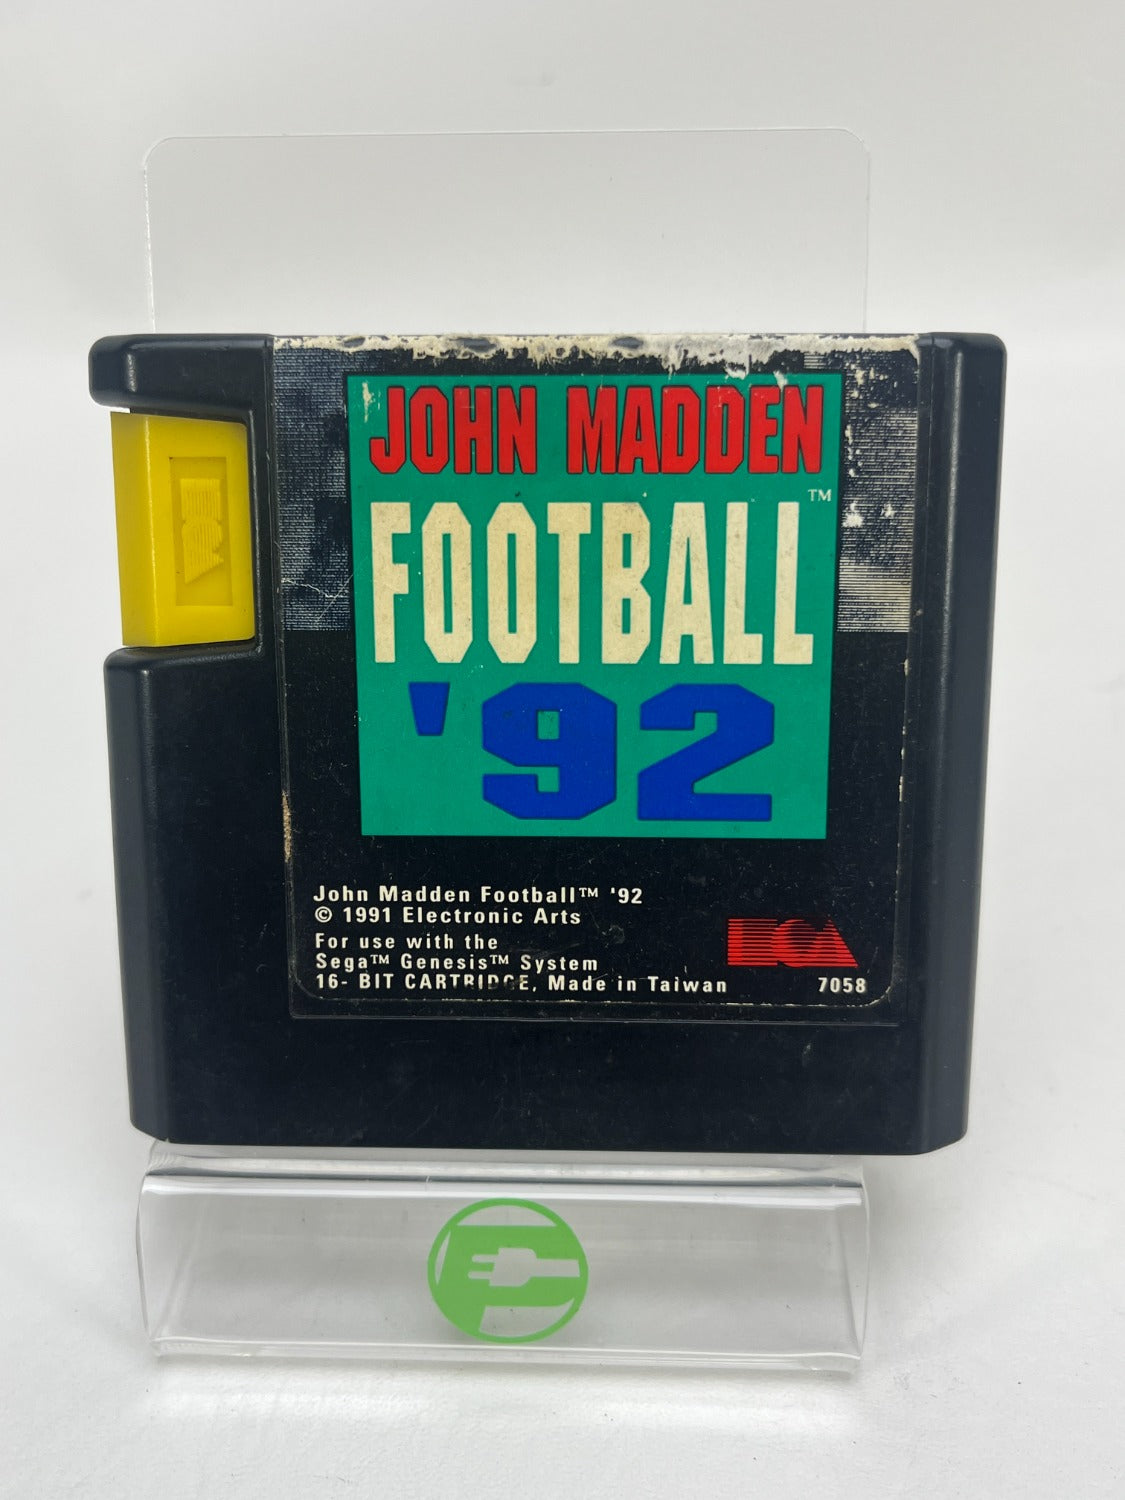 JOHN MADDEN
FOOTBALL™
'92
John Madden Football™ '92
© 1991 Electronic Arts
For use with the
Sega™ Genesis™ System
16- BIT CARTRIDGE, Made in Taiwan
EA
7058